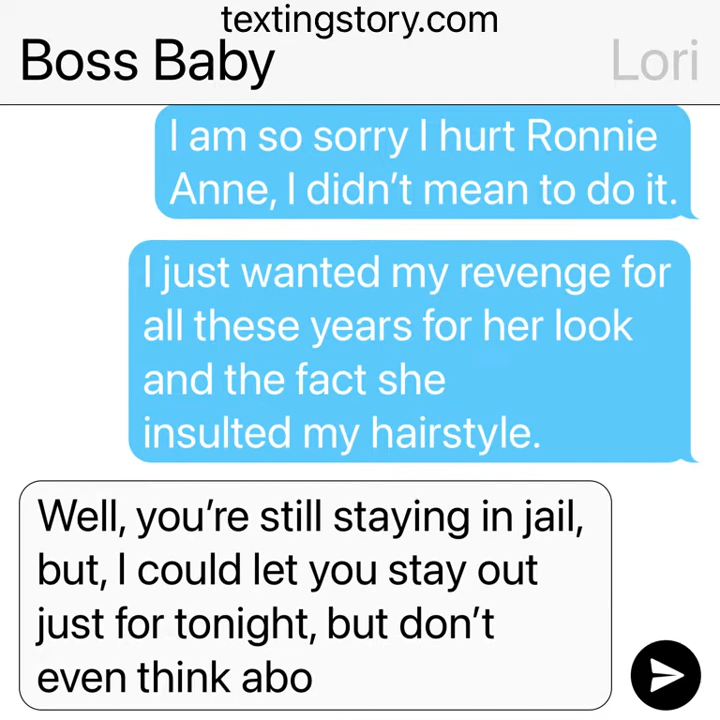 textingstory.com
Boss Baby Lori
I am so sorry I hurt Ronnie
Anne, I didn’t mean to do it.
I just wanted my revenge for
all these years for her look
and the fact she
insulted my hairstyle.
Well, you’re still staying in jail,
but, I could let you stay out
just for tonight, but don’t
even think abo